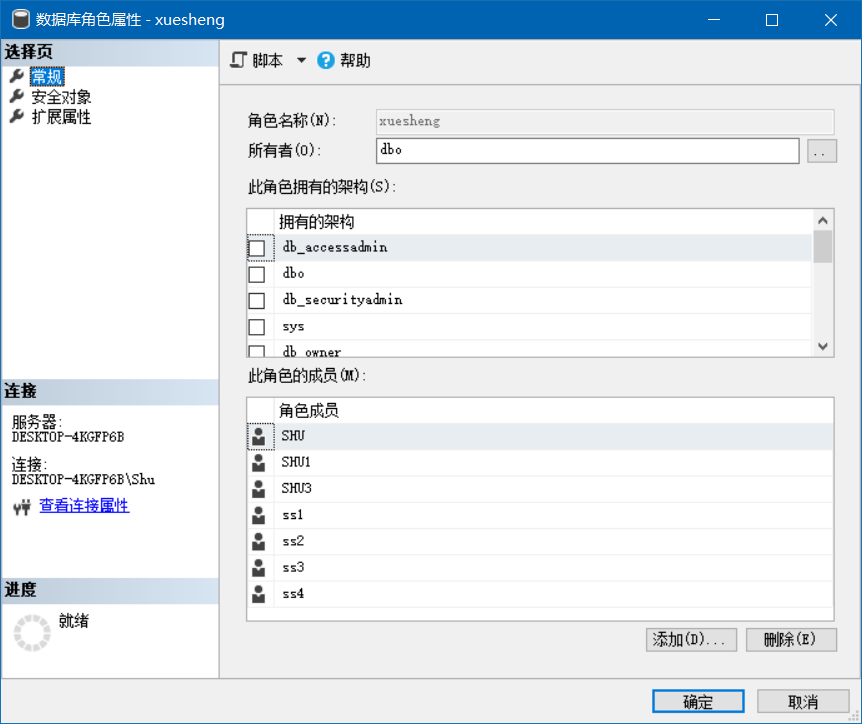 数据库角色属性 - xuesheng
选择页
常规
安全对象
扩展属性
脚本
帮助
角色名称(N):
xuesheng
所有者(O):
dbo
..
此角色拥有的架构(S):
拥有的架构
db_accessadmin
dbo
db_securityadmin
sys
db_owner
此角色的成员(M):
角色成员
SHU
SHU1
SHU3
ss1
ss2
ss3
ss4
添加(D)...
删除(E)
连接
服务器:
DESKTOP-4KGFP6B
连接:
DESKTOP-4KGFP6B\Shu
查看连接属性
进度
就绪
确定
取消